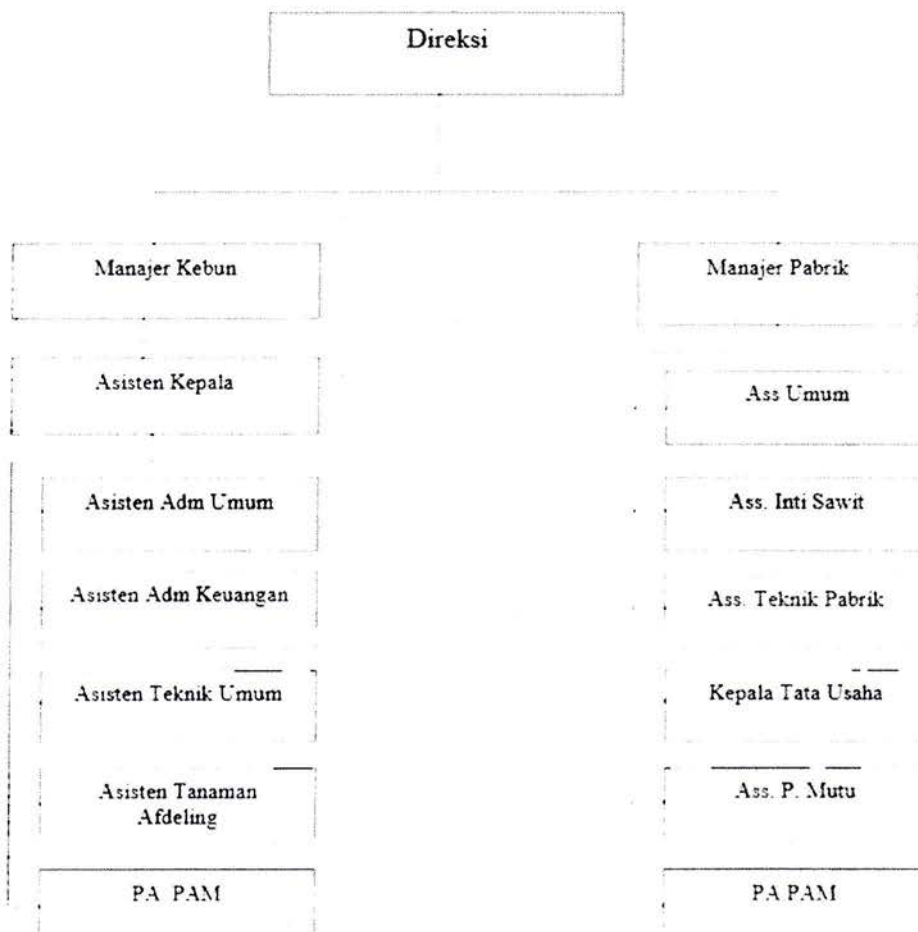 Direksi
Manajer Kebun
Manajer Pabrik
Asisten Kepala
Ass Umum
Asisten Adm Umum
Ass. Inti Sawit
Asisten Adm Keuangan
Ass. Teknik Pabrik
Asisten Teknik Umum
Kepala Tata Usaha
Asisten Tanaman
Afdeling
Ass. P. Mutu
PA PAM
PA PAM